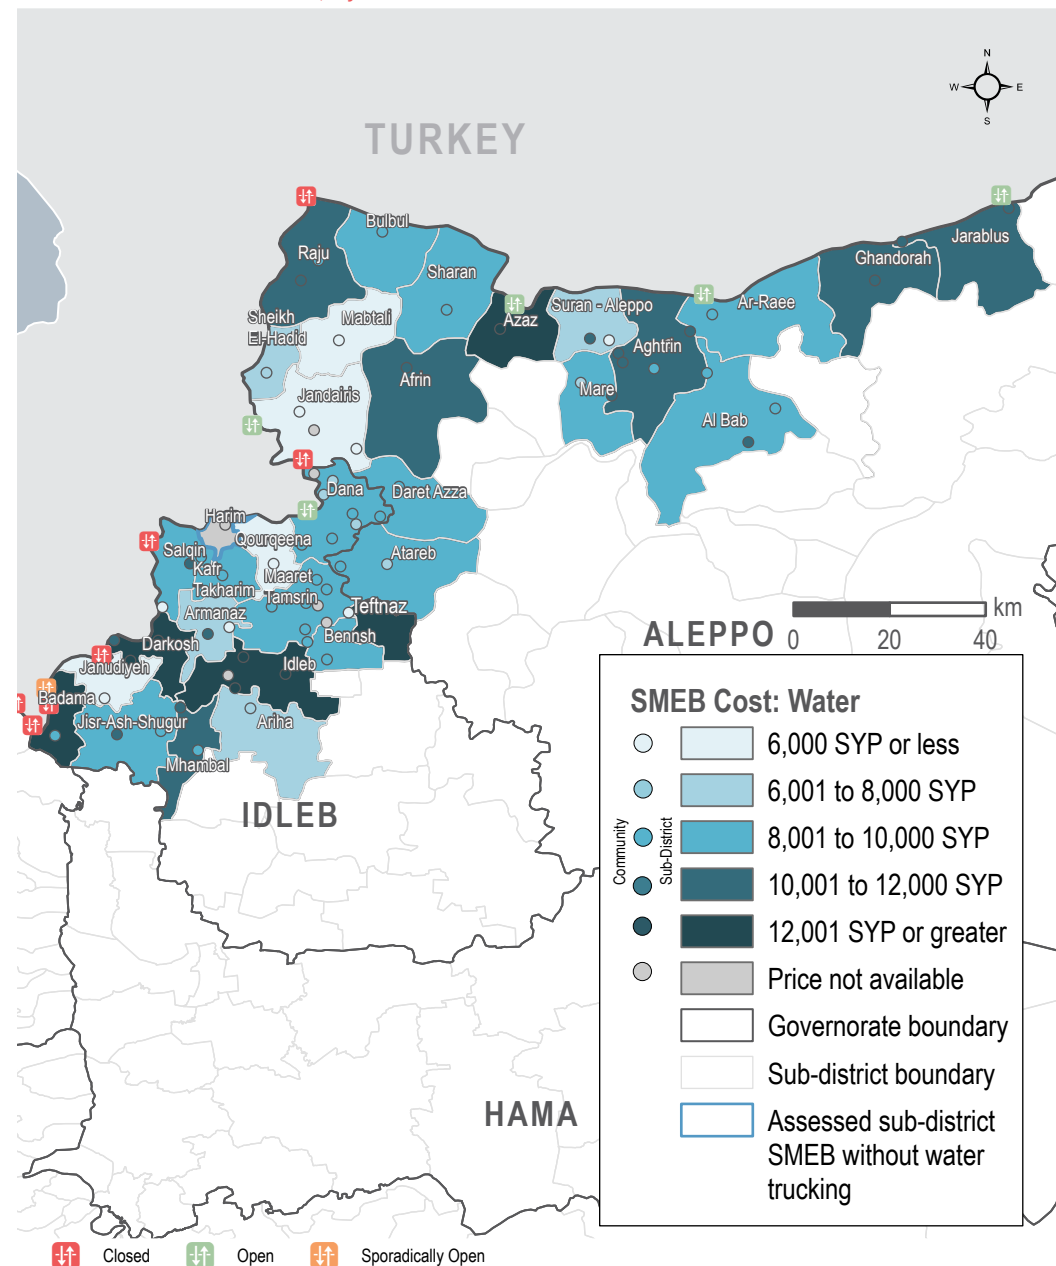 N
W E
S
TURKEY
Bulbul
Raju
Jarablus
Ghandorah
Sharan
Ar-Raee
Suran - Aleppo
Azaz
Sheikh
El-Hadid
Mabtali
Aghtrin
Afrin
Mare
Jandairis
Al Bab
Dana
Daret Azza
Harim
Qourqeena
Salqin
Atareb
Kafr
Takharim
Maaret
Tamsrin
Armanaz
Teftnaz
Bennsh
Darkosh
Idleb
Janudiyeh
Badama
Jisr-Ash-Shugur
Ariha
Mhambal
IDLEB
ALEPPO
HAMA
km
0 20 40
SMEB Cost: Water
Community
Sub-District
6,000 SYP or less
6,001 to 8,000 SYP
8,001 to 10,000 SYP
10,001 to 12,000 SYP
12,001 SYP or greater
Price not available
Governorate boundary
Sub-district boundary
Assessed sub-district
SMEB without water
trucking
Closed Open Sporadically Open